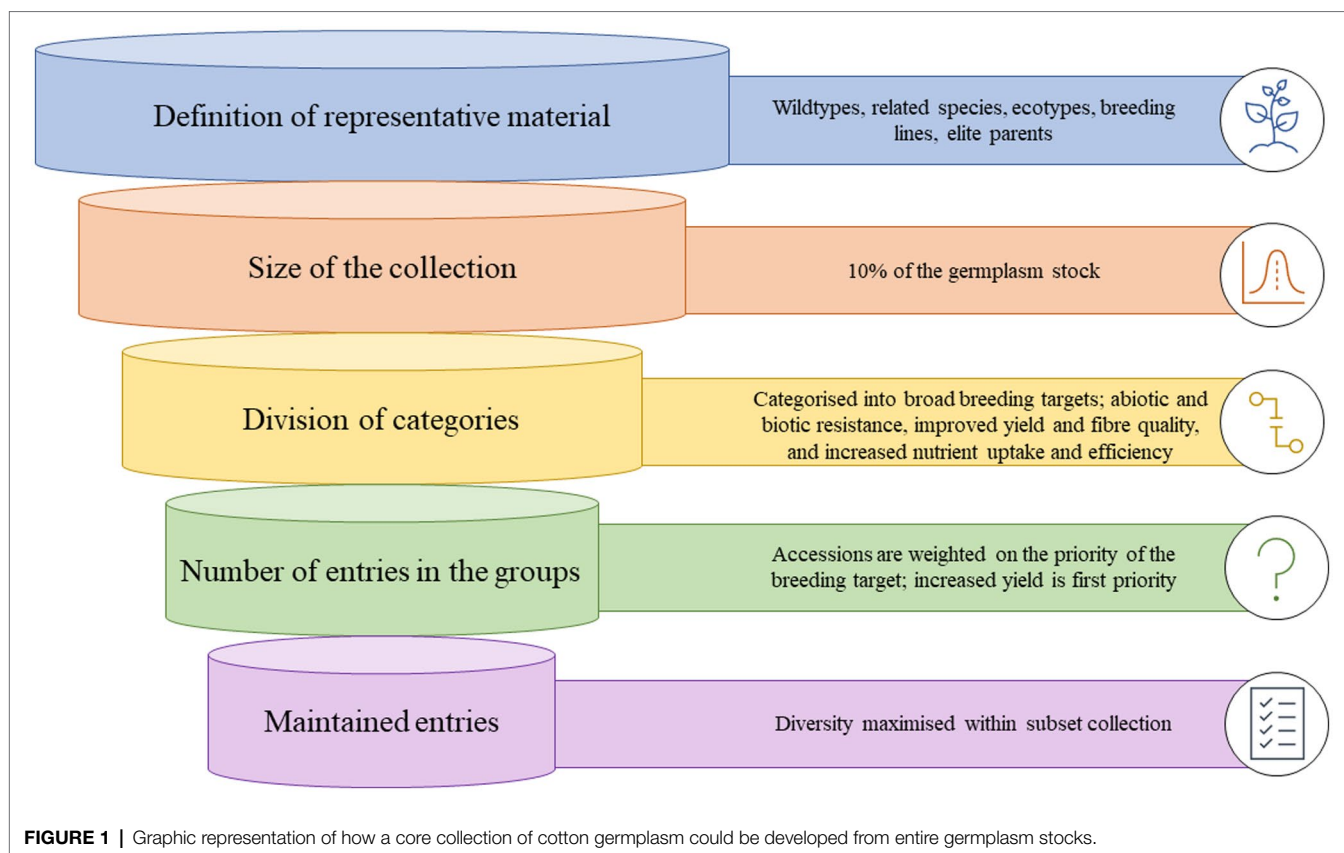 Definition of representative material
Wildtypes, related species, ecotypes, breeding
lines, elite parents
Size of the collection
10% of the germplasm stock
Division of categories
Categorised into broad breeding targets; abiotic and
biotic resistance, improved yield and fibre quality,
and increased nutrient uptake and efficiency
Number of entries in the groups
Accessions are weighted on the priority of the
breeding target; increased yield is first priority
Maintained entries
Diversity maximised within subset collection
FIGURE 1 | Graphic representation of how a core collection of cotton germplasm could be developed from entire germplasm stocks.